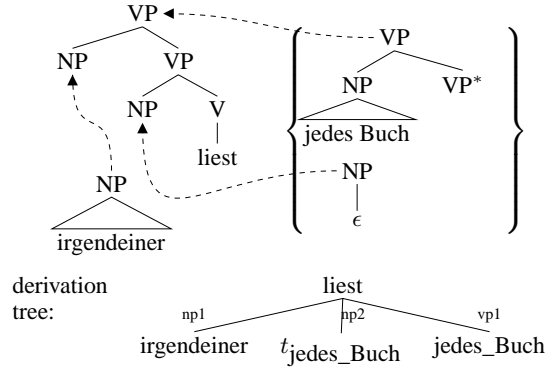 VP
VP
NP VP
NP VP*
NP V
jedes Buch
liest
NP
NP
ϵ
irgendeiner
derivation liest
tree:
np1 np2 vp1
irgendeiner tjedes_Buch jedes_Buch